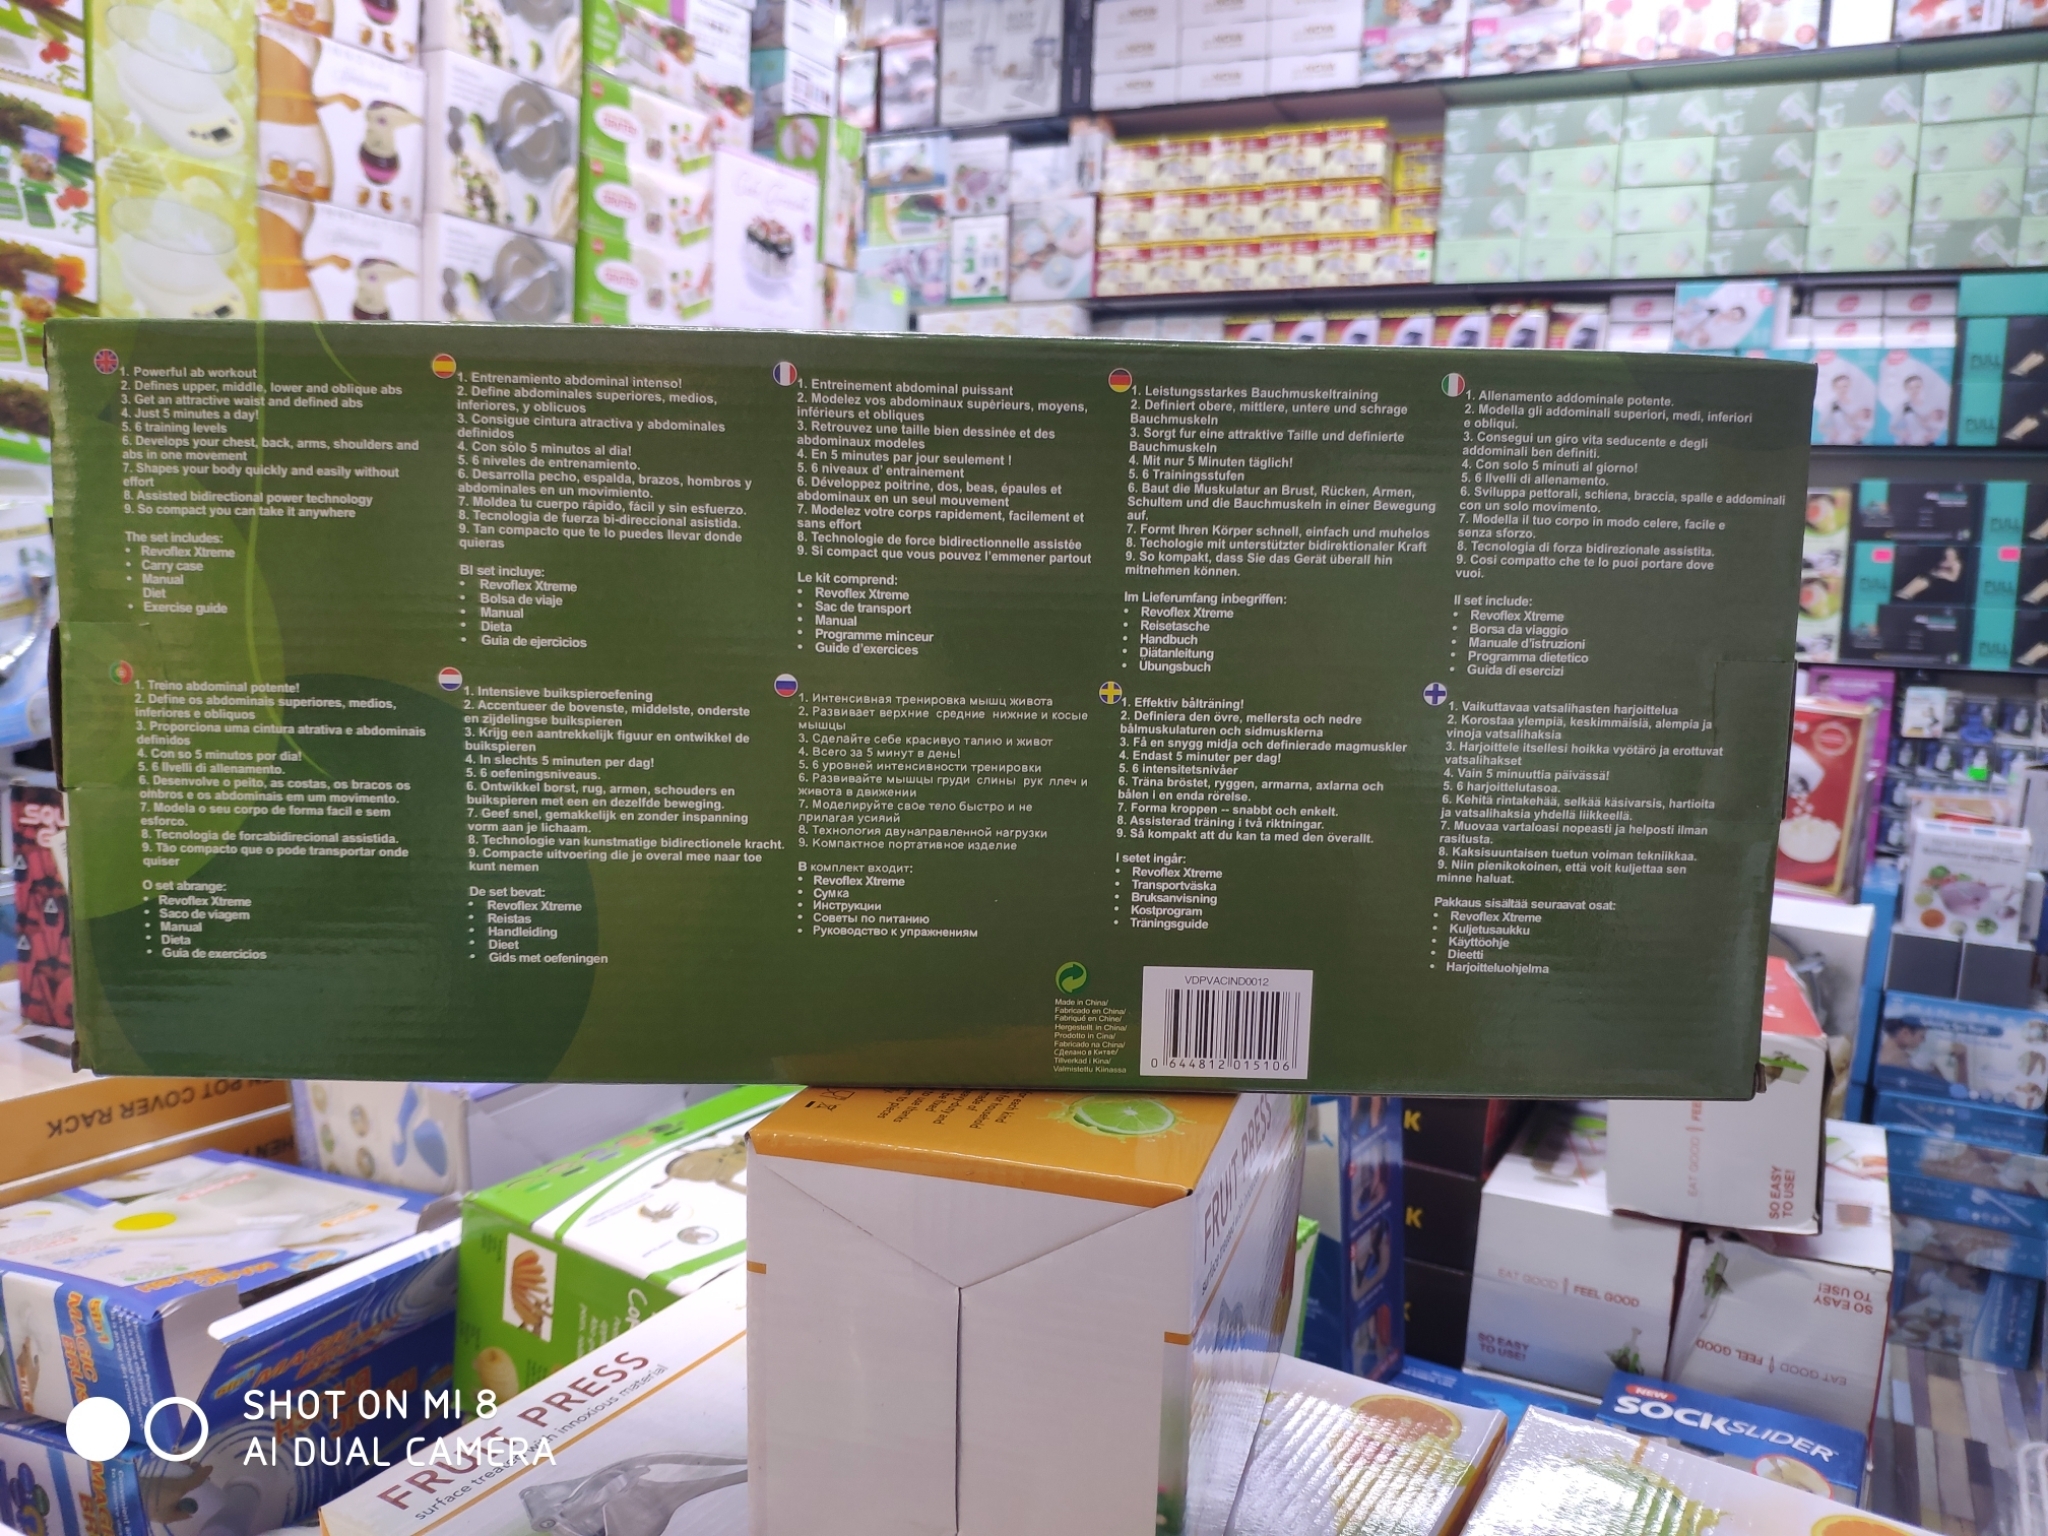 1. Powerful ab workout
2. Defines upper, middle, lower and oblique abs
3. Get an attractive waist and defined abs
4. Just 5 minutes a day!
5. 6 training levels
6. Develops your chest, back, arms, shoulders and
abs in one movement
7. Shapes your body quickly and easily without
effort
8. Assisted bidirectional power technology
9. So compact you can take it anywhere
The set includes:
• Revoflex Xtreme
• Carry case
• Manual
Diet
• Exercise guide
1. Entrenamiento abdominal intenso!
2. Define abdominales superiores, medios,
inferiores, y oblicuos
3. Consigue cintura atractiva y abdominales
definidos
4. Con sólo 5 minutos al dia!
5. 6 niveles de entrenamiento.
6. Desarrolla pecho, espalda, brazos, hombros y
abdominales en un movimiento.
7. Moldea tu cuerpo rápido, fácil y sin esfuerzo.
8. Tecnologia de fuerza bi-direccional asistida.
9. Tan compacto que te lo puedes llevar donde
quieras
BI set incluye:
• Revoflex Xtreme
• Bolsa de viaje
• Manual
• Dieta
• Guia de ejercicios
1. Entreinement abdominal puissant
2. Modelez vos abdominaux supérieurs, moyens,
inférieurs et obliques
3. Retrouvez une taille bien dessinée et des
abdominaux modeles
4. En 5 minutes par jour seulement !
5. 6 niveaux d' entrainement
6. Développez poitrine, dos, beas, épaules et
abdominaux en un seul mouvement
7. Modelez votre corps rapidement, facilement et
sans effort
8. Technologie de force bidirectionnelle assistée
9. Si compact que vous pouvez l'emmener partout
Le kit comprend:
• Revoflex Xtreme
• Sac de transport
• Manual
• Programme minceur
• Guide d'exercices
1. Leistungsstarkes Bauchmuskeltraining
2. Definiert obere, mittlere, untere und schrage
Bauchmuskeln
3. Sorgt fur eine attraktive Taille und definierte
Bauchmuskeln
4. Mit nur 5 Minuten täglich!
5. 6 Trainingsstufen
6. Baut die Muskulatur an Brust, Rücken, Armen,
Schultem und die Bauchmuskeln in einer Bewegung
auf.
7. Formt Ihren Körper schnell, einfach und muhelos
8. Techologie mit unterstützter bidirektionaler Kraft
9. So kompakt, dass Sie das Gerät überall hin
mitnehmen können.
Im Lieferumfang inbegriffen:
• Revoflex Xtreme
• Reisetasche
• Handbuch
• Diätanleitung
• Übungsbuch
1. Allenamento addominale potente.
2. Modella gli addominali superiori, medi, inferiori
e obliqui.
3. Consegui un giro vita seducente e degli
addominali ben definiti.
4. Con solo 5 minuti al giorno!
5. 6 llvelli di allenamento.
6. Sviluppa pettorali, schiena, braccia, spalle e addominali
con un solo movimento.
7. Modella il tuo corpo in modo celere, facile e
senza sforzo.
8. Tecnologia di forza bidirezionale assistita.
9. Cosi compatto che te lo puoi portare dove
vuoi.
Il set include:
• Revoflex Xtreme
• Borsa da viaggio
• Manuale d'istruzioni
• Programma dietetico
• Guida di esercizi
1. Treino abdominal potente!
2. Define os abdominais superiores, medios,
inferiores e obliquos
3. Proporciona uma cintura atrativa e abdominais
definidos
4. Con so 5 minutos por dia!
5. 6 llvelli di allenamento.
6. Desenvolve o peito, as costas, os bracos os
ombros e os abdominais em um movimento.
7. Modela o seu corpo de forma facil e sem
esforco.
8. Tecnologia de forcabidirecional assistida.
9. Tão compacto que o pode transportar onde
quiser
O set abrange:
• Revoflex Xtreme
• Saco de viagem
• Manual
• Dieta
• Guia de exercicios
1. Intensieve buikspieroefening
2. Accentueer de bovenste, middelste, onderste
en zijdelingse buikspieren
3. Krijg een aantrekkelijk figuur en ontwikkel de
buikspieren
4. In slechts 5 minuten per dag!
5. 6 oefeningsniveaus.
6. Ontwikkel borst, rug, armen, schouders en
buikspieren met een en dezelfde beweging.
7. Geef snel, gemakkelijk en zonder inspanning
vorm aan je lichaam.
8. Technologie van kunstmatige bidirectionele kracht.
9. Compacte uitvoering die je overal mee naar toe
kunt nemen
De set bevat:
• Revoflex Xtreme
• Reistas
• Handleiding
• Dieet
• Gids met oefeningen
1. Интенсивная тренировка мышц живота
2. Развивает верхние средние нижние и косые
мышцы
3. Сделайте себе красивую талию и живот
4. Всего за 5 минут в день!
5. 6 уровней интенсивности тренировки
6. Развивайте мышцы груди слины рук ллеч и
живота в движении
7. Моделируйте свое тело быстро и не
прилагая усияий
8. Технология двуналравленной нагрузки
9. Компактное портативное изделие
В комплект входит:
• Revoflex Xtreme
• Сумка
• Инструкции
• Советы по питанию
• Руководство к упражнениям
1. Effektiv bålträning!
2. Definiera den övre, mellersta och nedre
bålmuskulaturen och sidmusklerna
3. Få en snygg midja och definierade magmuskler
4. Endast 5 minuter per dag!
5. 6 intensitetsnivåer
6. Träna bröstet, ryggen, armarna, axlarna och
bålen i en enda rörelse.
7. Forma kroppen -- snabbt och enkelt.
8. Assisterad träning i två riktningar.
9. Så kompakt att du kan ta med den överallt.
I setet ingår:
• Revoflex Xtreme
• Transportväska
• Bruksanvisning
• Kostprogram
• Träningsguide
1. Vaikuttavaa vatsalihasten harjoittelua
2. Korostaa ylempiä, keskimmäisiä, alempia ja
vinoja vatsalihaksia
3. Harjoittele itsellesi hoikka vyötärö ja erottuvat
vatsalihakset
4. Vain 5 minuuttia päivässä!
5. 6 harjoittelutasoa.
6. Kehitä rintakehää, selkää käsivarsis, hartioita
ja vatsalihaksia yhdellä liikkeellä.
7. Muovaa vartaloasi nopeasti ja helposti ilman
rasitusta.
8. Kaksisuuntaisen tuetun voiman tekniikkaa.
9. Niin pienikokoinen, että voit kuljettaa sen
minne haluat.
Pakkaus sisältää seuraavat osat:
• Revoflex Xtreme
• Kuljetusaukku
• Käyttöohje
• Dieetti
• Harjoitteluohjelma
Made in China/
Fabricado en China/
Fabriqué en Chine/
Hergestellt in China/
Prodotto in Cina/
Fabricado na China/
СДелано в Китае/
Tillverkad i Kina/
Valmistettu Kiinassa
VDPVACIND0012
0 644812 015106
POT COVER RACK
FRUIT PRESS
FRUIT PRESS
surface treated with innoxious material
EAT GOOD | FEEL GOOD
SO EASY
TO USE!
SO EASY
TO USE!
EAT GOOD | FEEL GOOD
SO EASY
TO USE!
NEW
SOCKSLIDER
SHOT ON MI 8
AI DUAL CAMERA